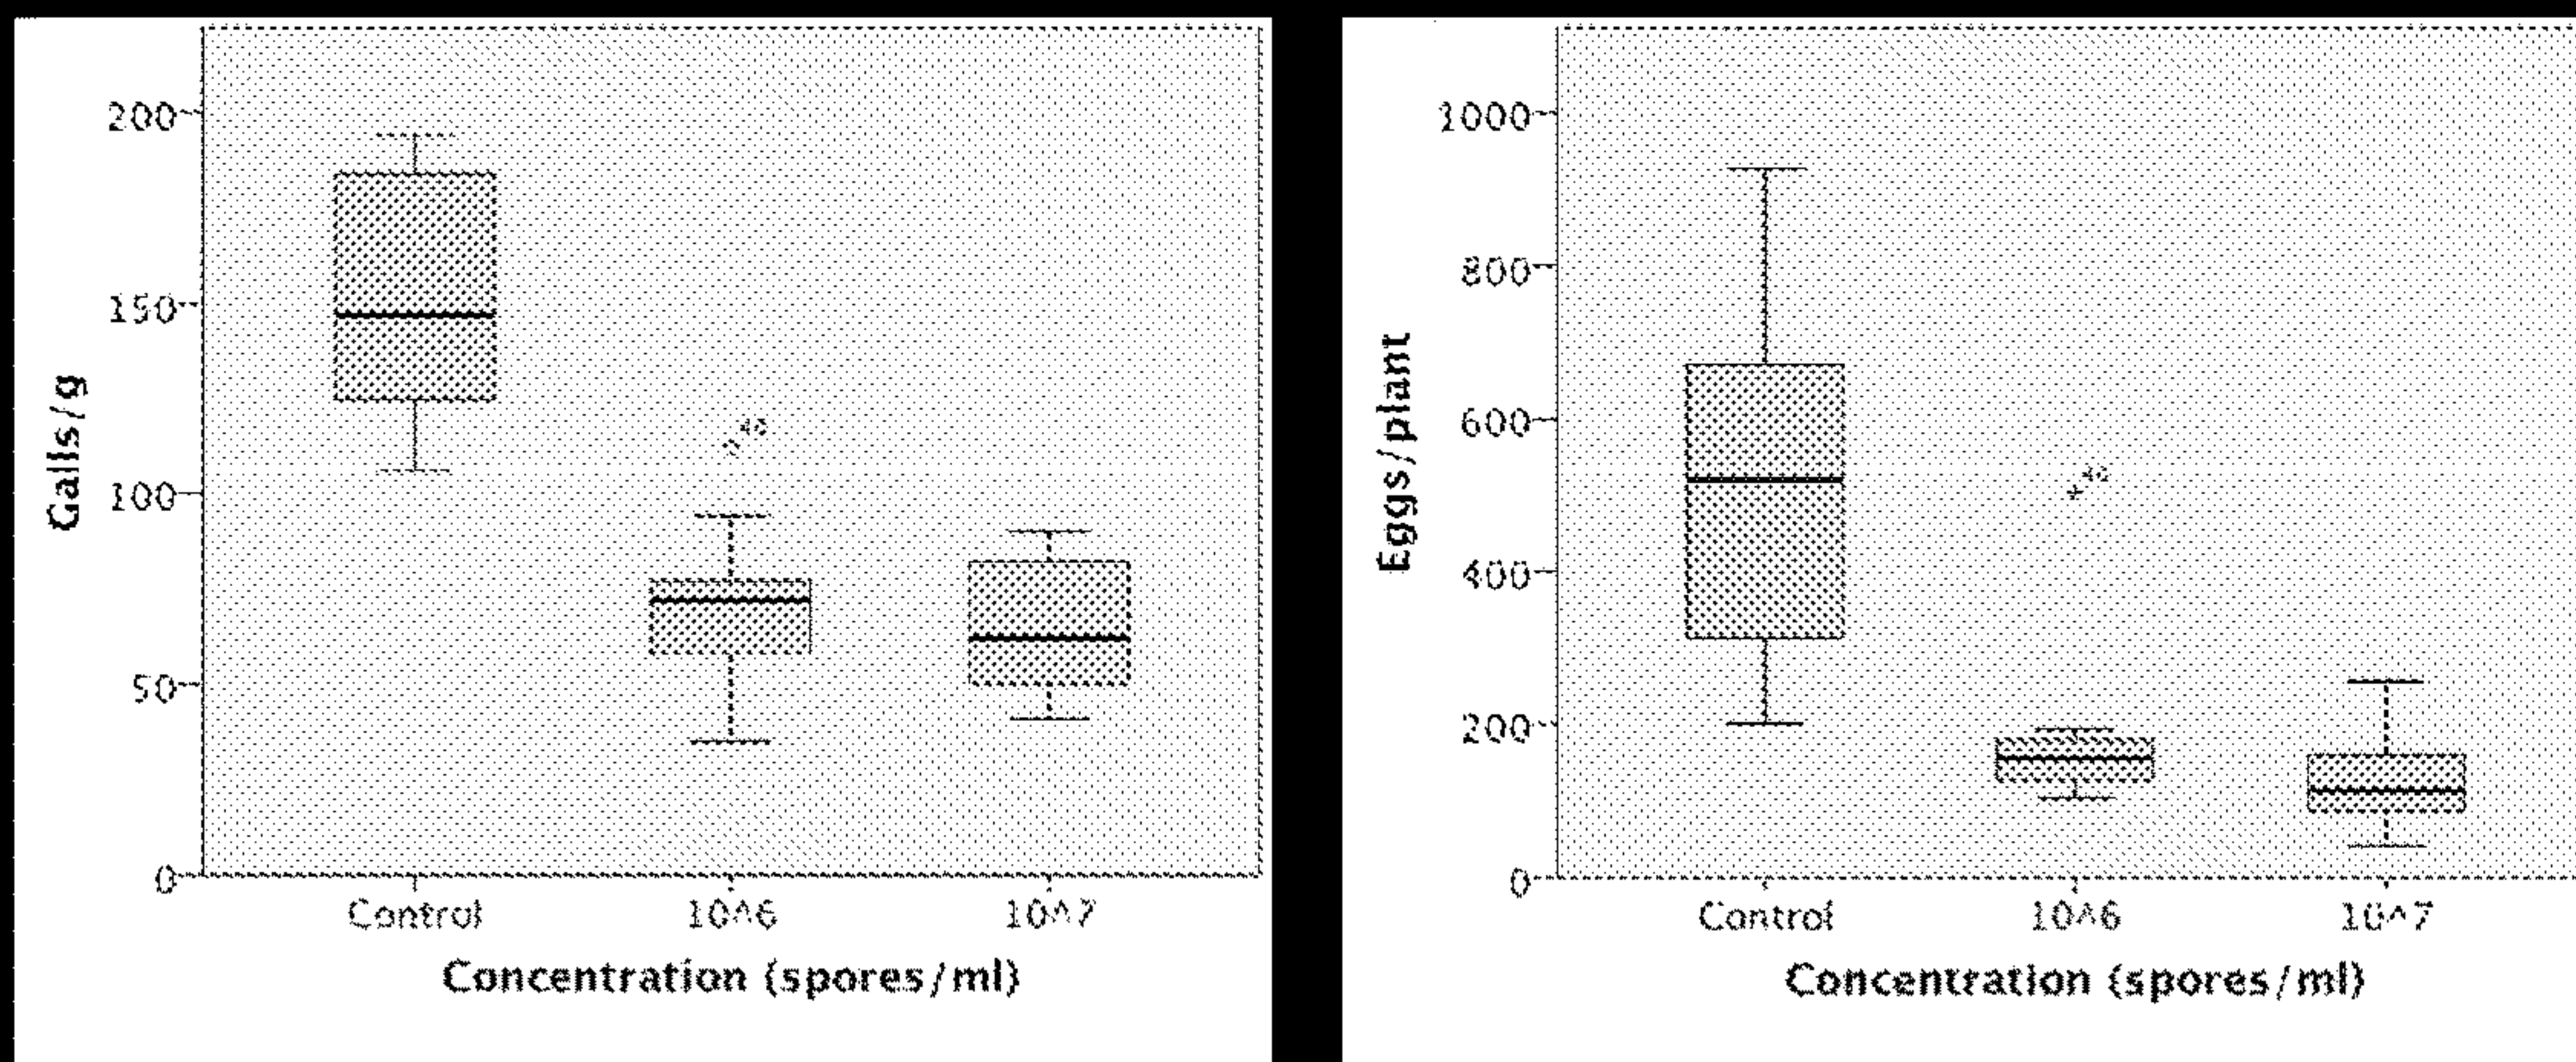 200
150
100
50
0
Galls/g
Control 10^6 10^7
Concentration (spores/ml)
1000
800
600
400
200
0
Eggs/plant
Control 10^6 10^7
Concentration (spores/ml)